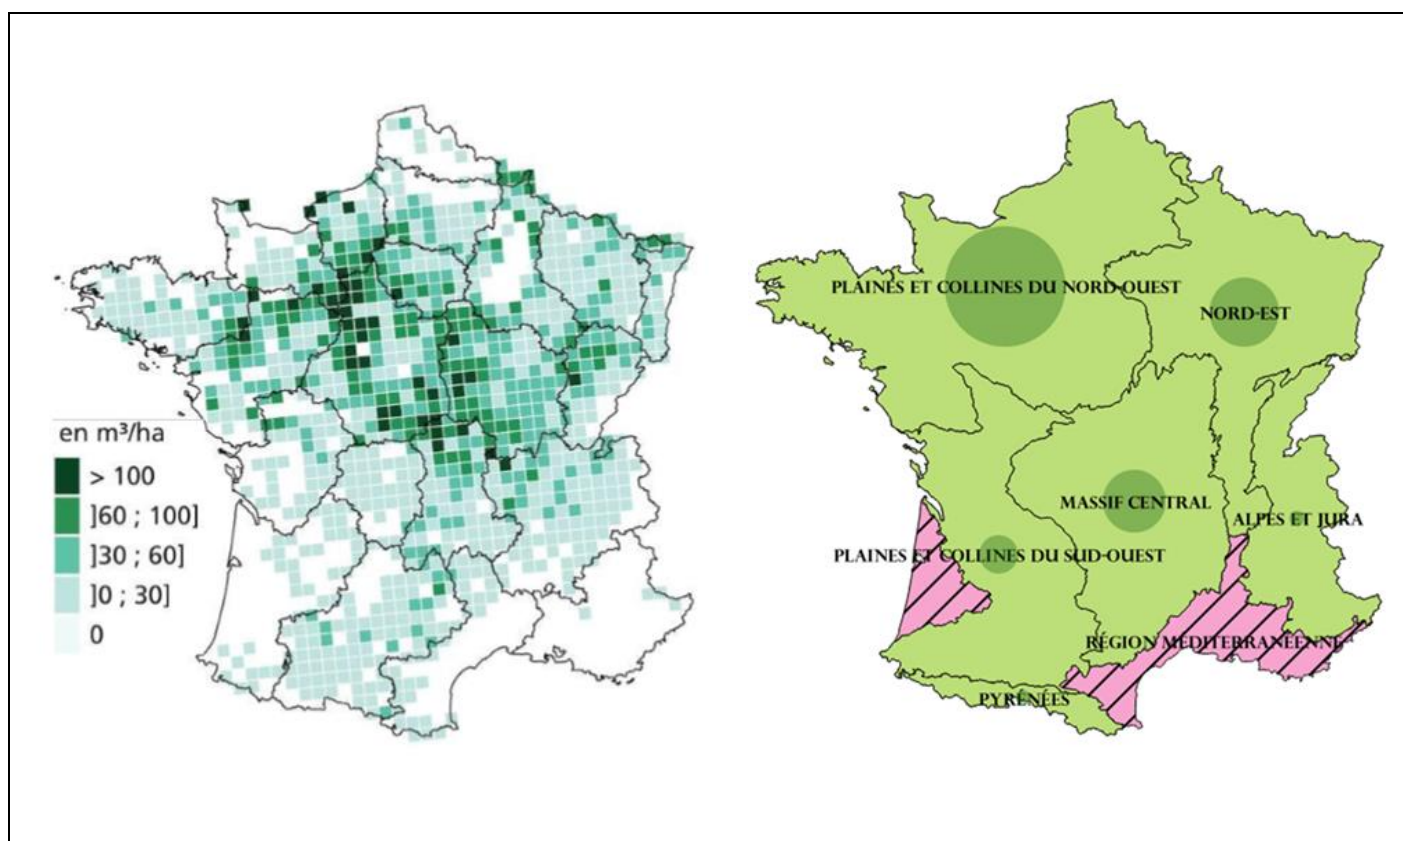 en m³/ha
> 100
]60 ; 100]
]30 ; 60]
]0 ; 30]
0
PLAINES ET COLLINES DU NORD-OUEST
NORD-EST
MASSIF CENTRAL
ALPES ET JURA
PLAINES ET COLLINES DU SUD-OUEST
RÉGION MÉDITERRANÉENNE
PYRÉNÉES